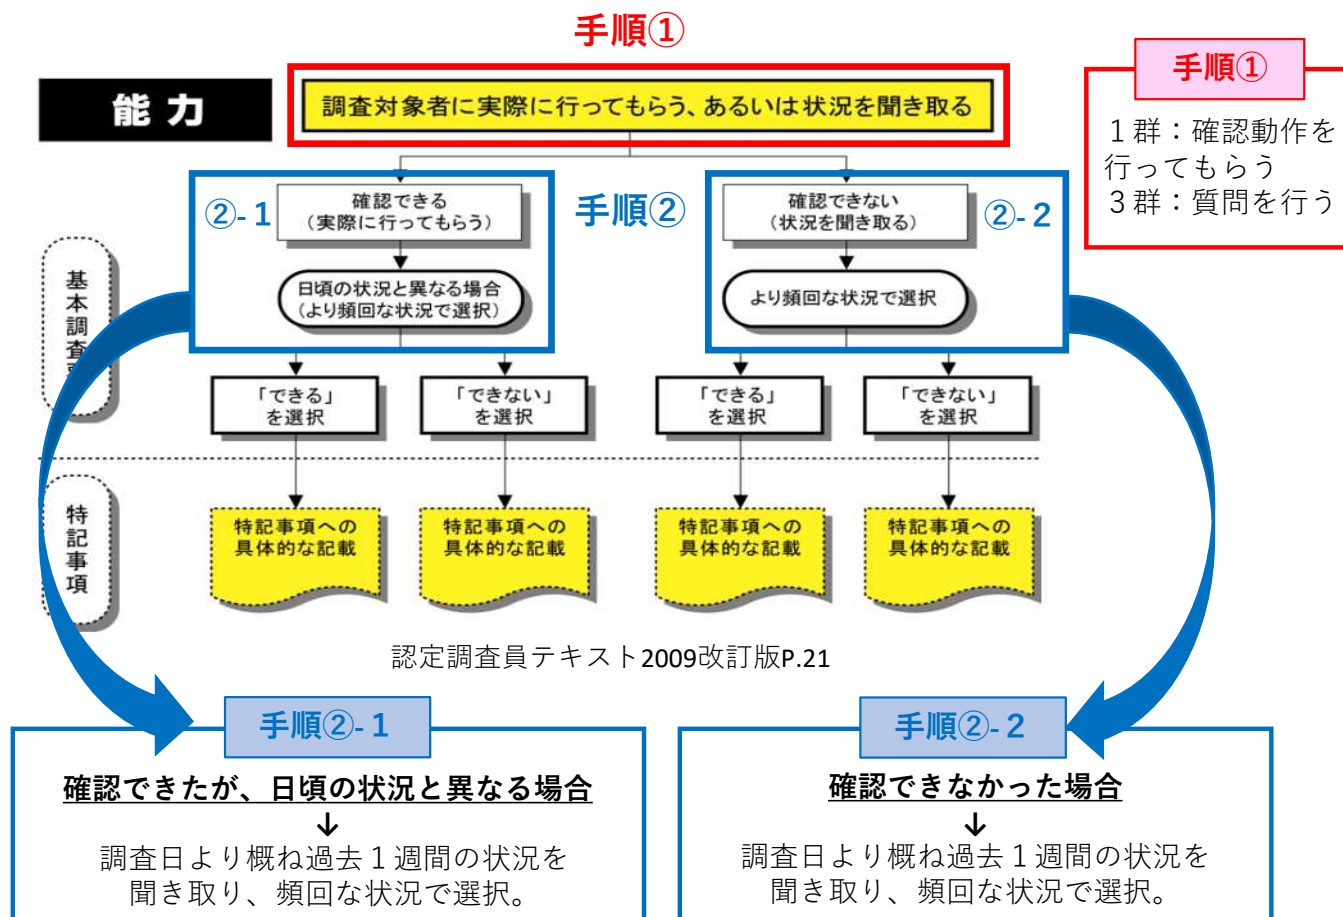 手順①
能力
調査対象者に実際に行ってもらう、あるいは状況を聞き取る
手順①
１群：確認動作を
行ってもらう
３群：質問を行う
②-１
確認できる
（実際に行ってもらう）
手順②
確認できない
（状況を聞き取る）
②-２
基本調査
日頃の状況と異なる場合
（より頻回な状況で選択）
より頻回な状況で選択
「できる」
を選択
「できない」
を選択
「できる」
を選択
「できない」
を選択
特記事項
特記事項への
具体的な記載
特記事項への
具体的な記載
特記事項への
具体的な記載
特記事項への
具体的な記載
認定調査員テキスト2009改訂版P.21
手順②-１
確認できたが、日頃の状況と異なる場合
↓
調査日より概ね過去１週間の状況を
聞き取り、頻回な状況で選択。
手順②-２
確認できなかった場合
↓
調査日より概ね過去１週間の状況を
聞き取り、頻回な状況で選択。